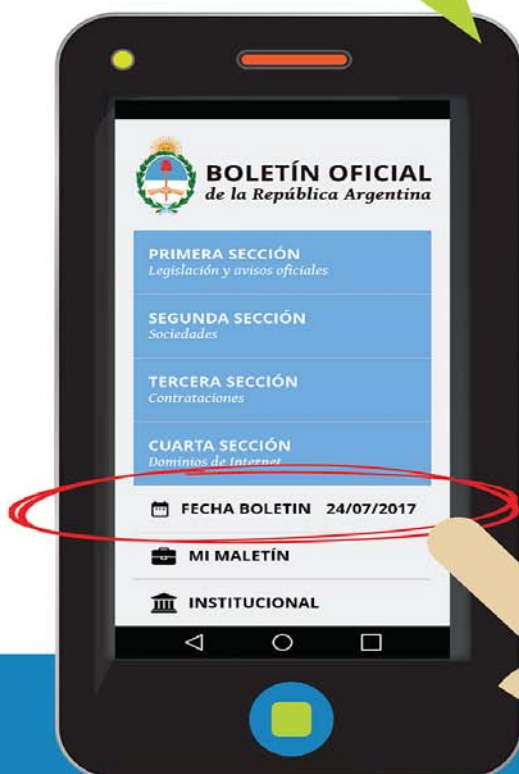 BOLETÍN OFICIAL
de la República Argentina
PRIMERA SECCIÓN
Legislación y avisos oficiales
SEGUNDA SECCIÓN
Sociedades
TERCERA SECCIÓN
Contrataciones
CUARTA SECCIÓN
Dominios de Internet
FECHA BOLETIN 24/07/2017
MI MALETÍN
INSTITUCIONAL